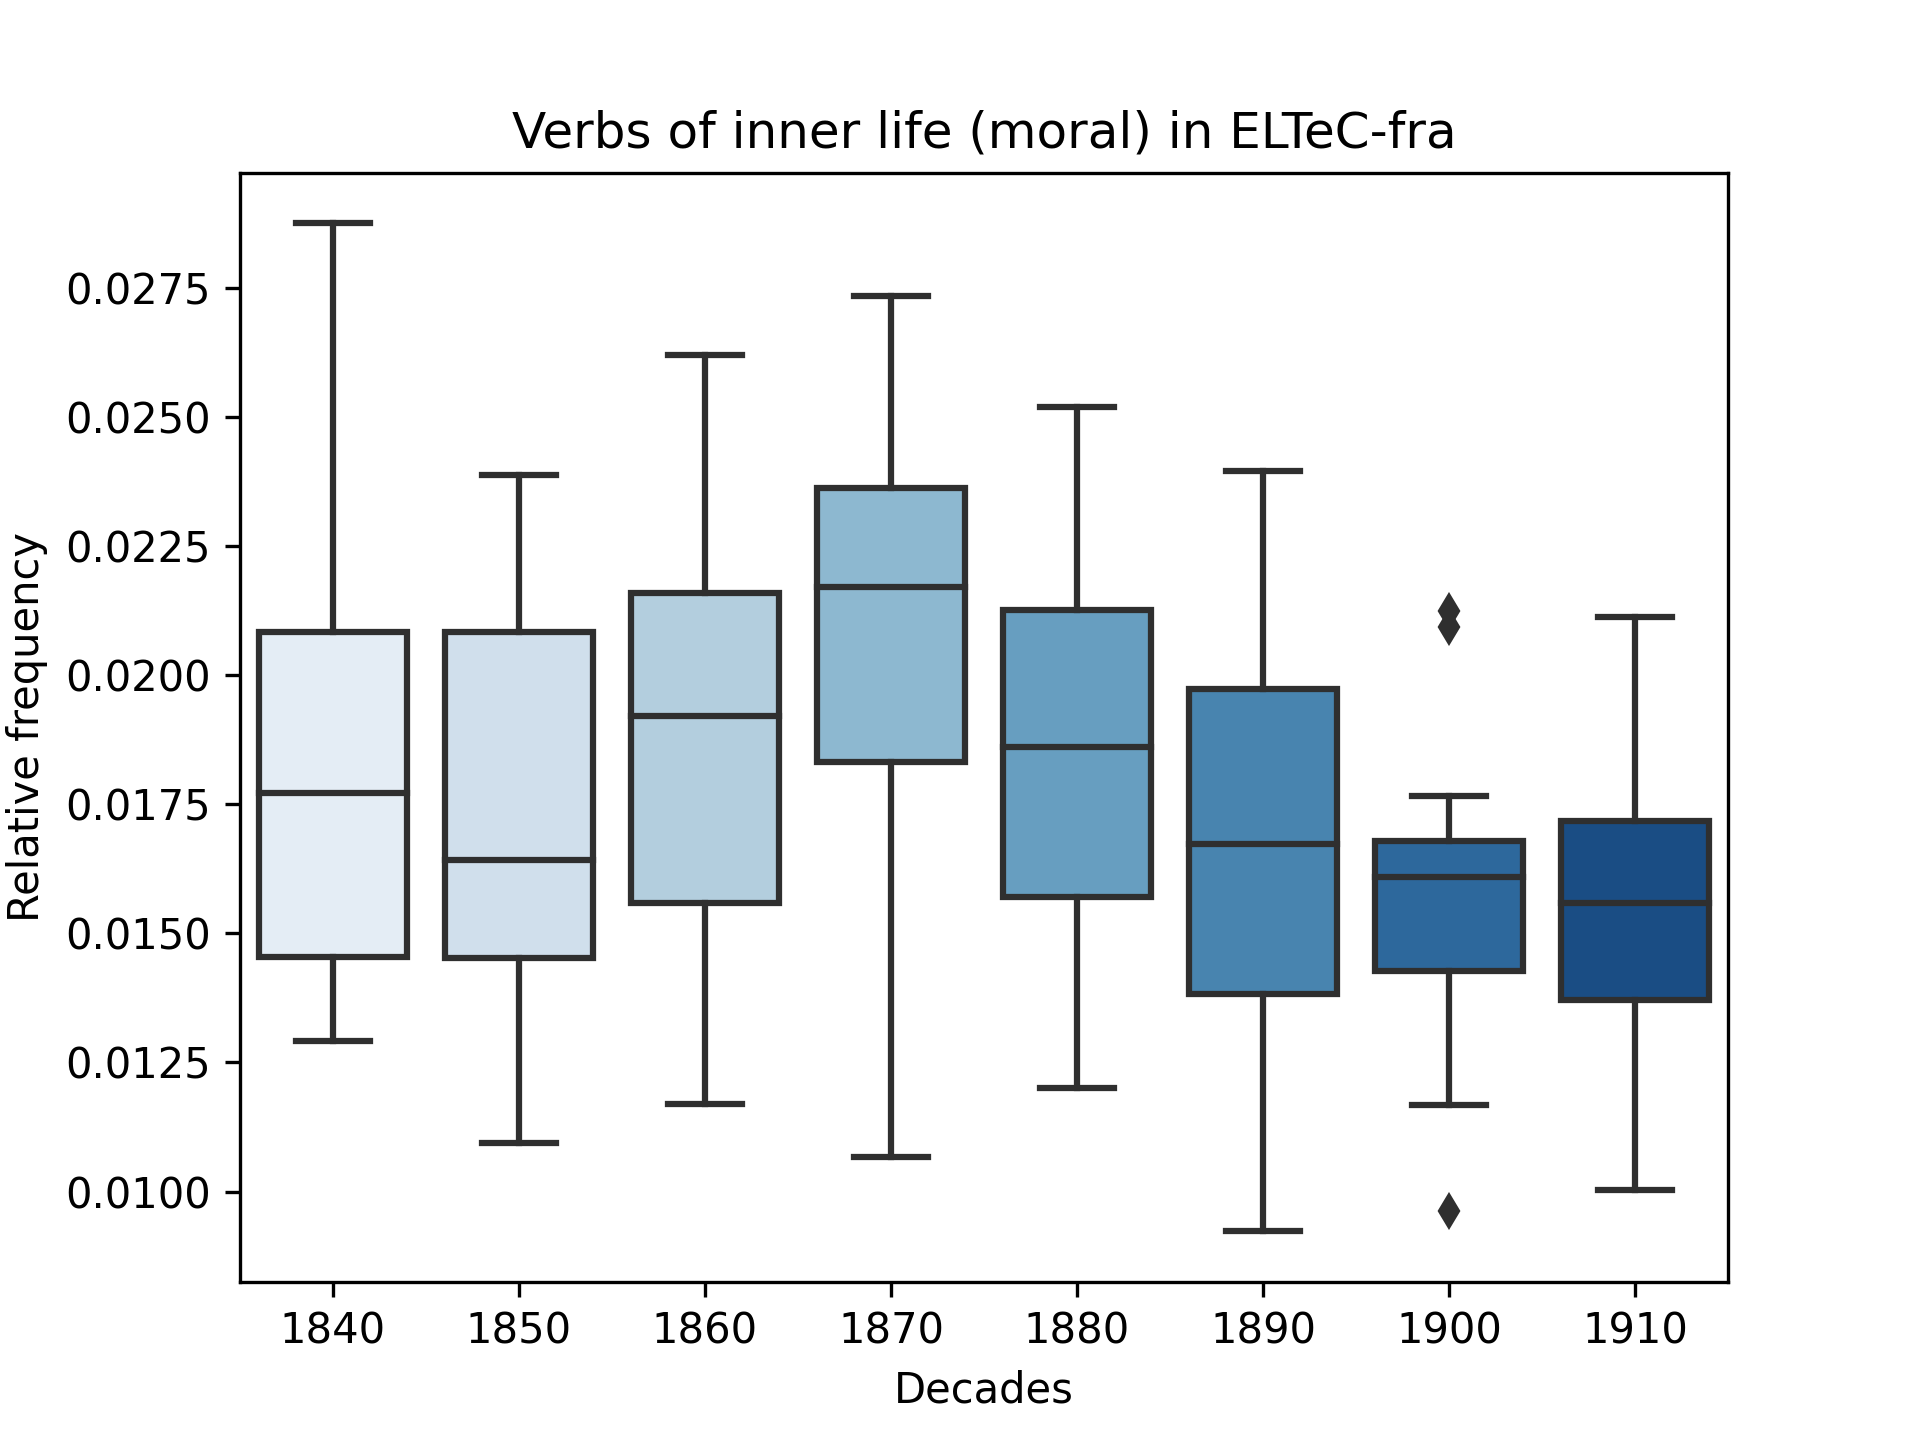 Verbs of inner life (moral) in ELTeC-fra
Relative frequency
0.0275
0.0250
0.0225
0.0200
0.0175
0.0150
0.0125
0.0100
1840 1850 1860 1870 1880 1890 1900 1910
Decades